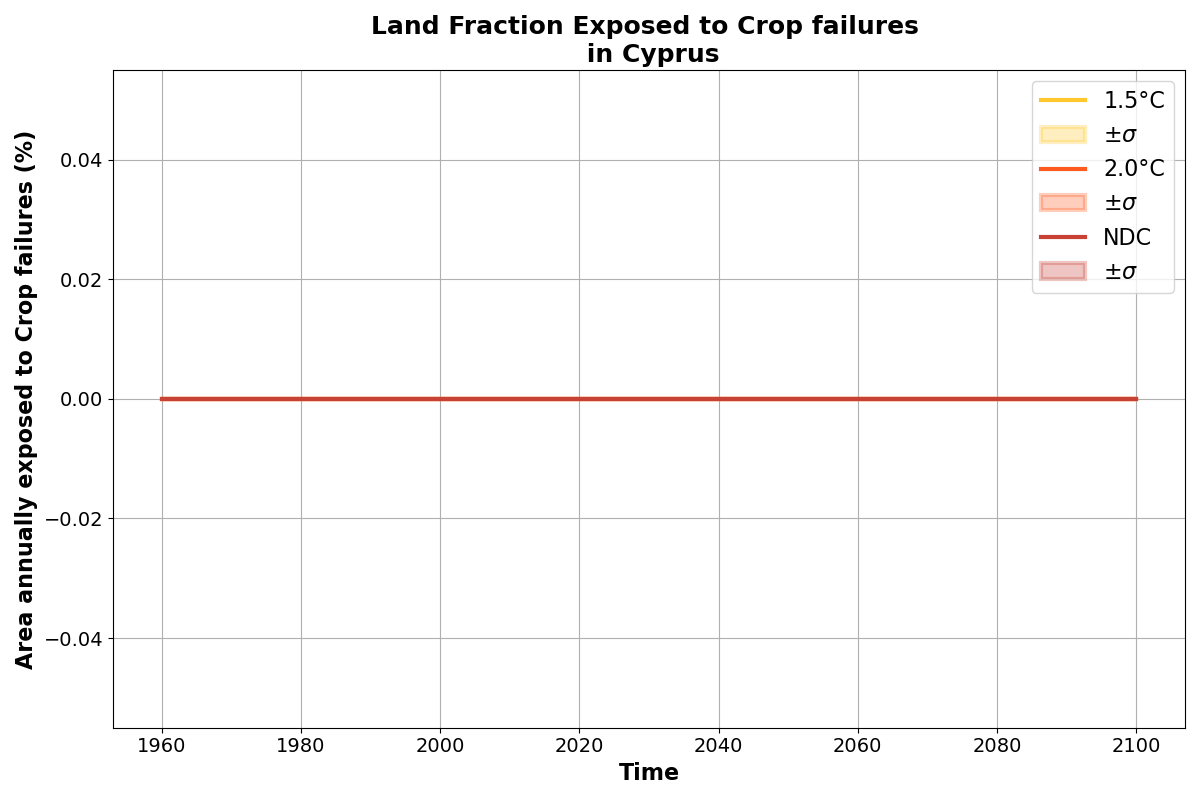 Land Fraction Exposed to Crop failures
in Cyprus
Area annually exposed to Crop failures (%)
0.04
0.02
0.00
−0.02
−0.04
1.5°C
±σ
2.0°C
±σ
NDC
±σ
1960 1980 2000 2020 2040 2060 2080 2100
Time